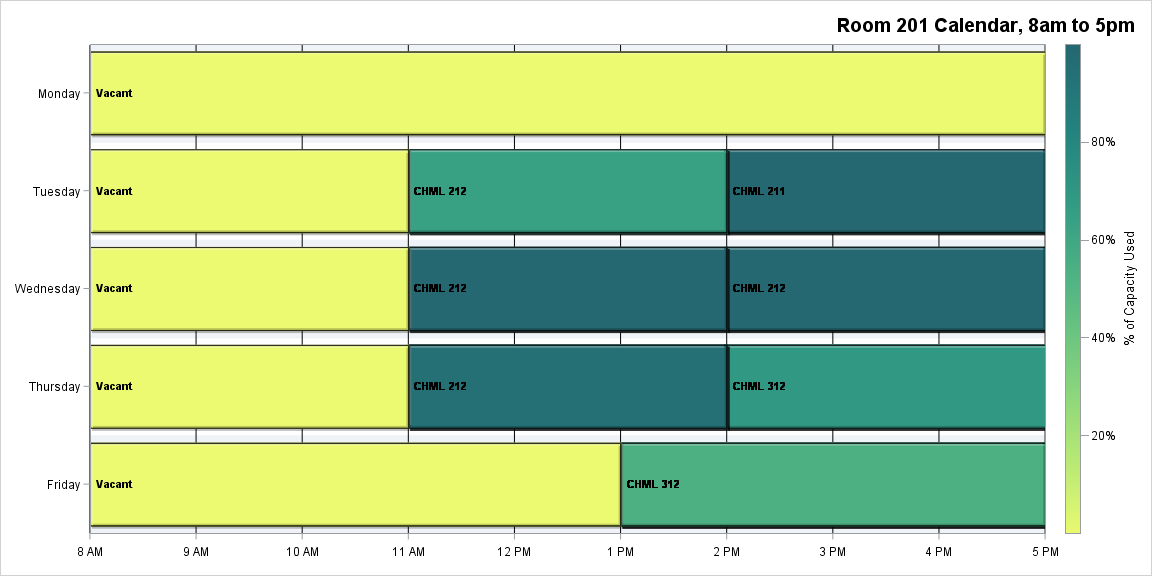 Room 201 Calendar, 8am to 5pm
Monday
Vacant
Tuesday
Vacant
CHML 212
CHML 211
Wednesday
Vacant
CHML 212
CHML 212
Thursday
Vacant
CHML 212
CHML 312
Friday
Vacant
CHML 312
8 AM
9 AM
10 AM
11 AM
12 PM
1 PM
2 PM
3 PM
4 PM
5 PM
80%
60%
40%
20%
% of Capacity Used